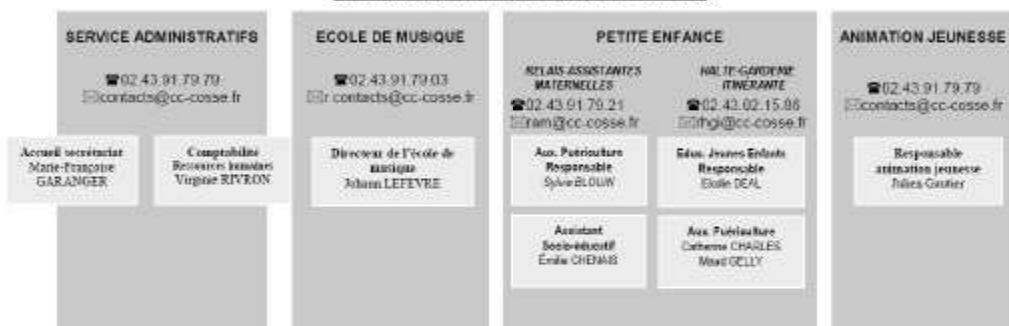 SERVICE ADMINISTRATIFS
☎02.43.91.79.79
✉contacts@cc-cosse.fr
Accueil secrétariat
Marie-Françoise
GARANGER
Comptabilité
Ressources humaines
Virginie RIVRON
ECOLE DE MUSIQUE
☎02.43.91.79.03
✉r contacts@cc-cosse.fr
Directeur de l'école de
musique
Johann LEFEVRE
PETITE ENFANCE
RELAIS ASSISTANTES
MATERNELLES
☎02.43.91.79.21
✉ram@cc-cosse.fr
Aux. Puériculture
Responsable
Sylvie BLOUIN
Assistant
Socio-éducatif
Émilie CHENAIS
HALTE-GARDERIE
ITINÉRANTE
☎02.43.02.15.86
✉rhgi@cc-cosse.fr
Educ. Jeunes Enfants
Responsable
Elodie DEAL
Aux. Puériculture
Catherine CHARLES
Maud GELLY
ANIMATION JEUNESSE
☎02.43.91.79.79
✉contacts@cc-cosse.fr
Responsable
animation jeunesse
Julien Gautier